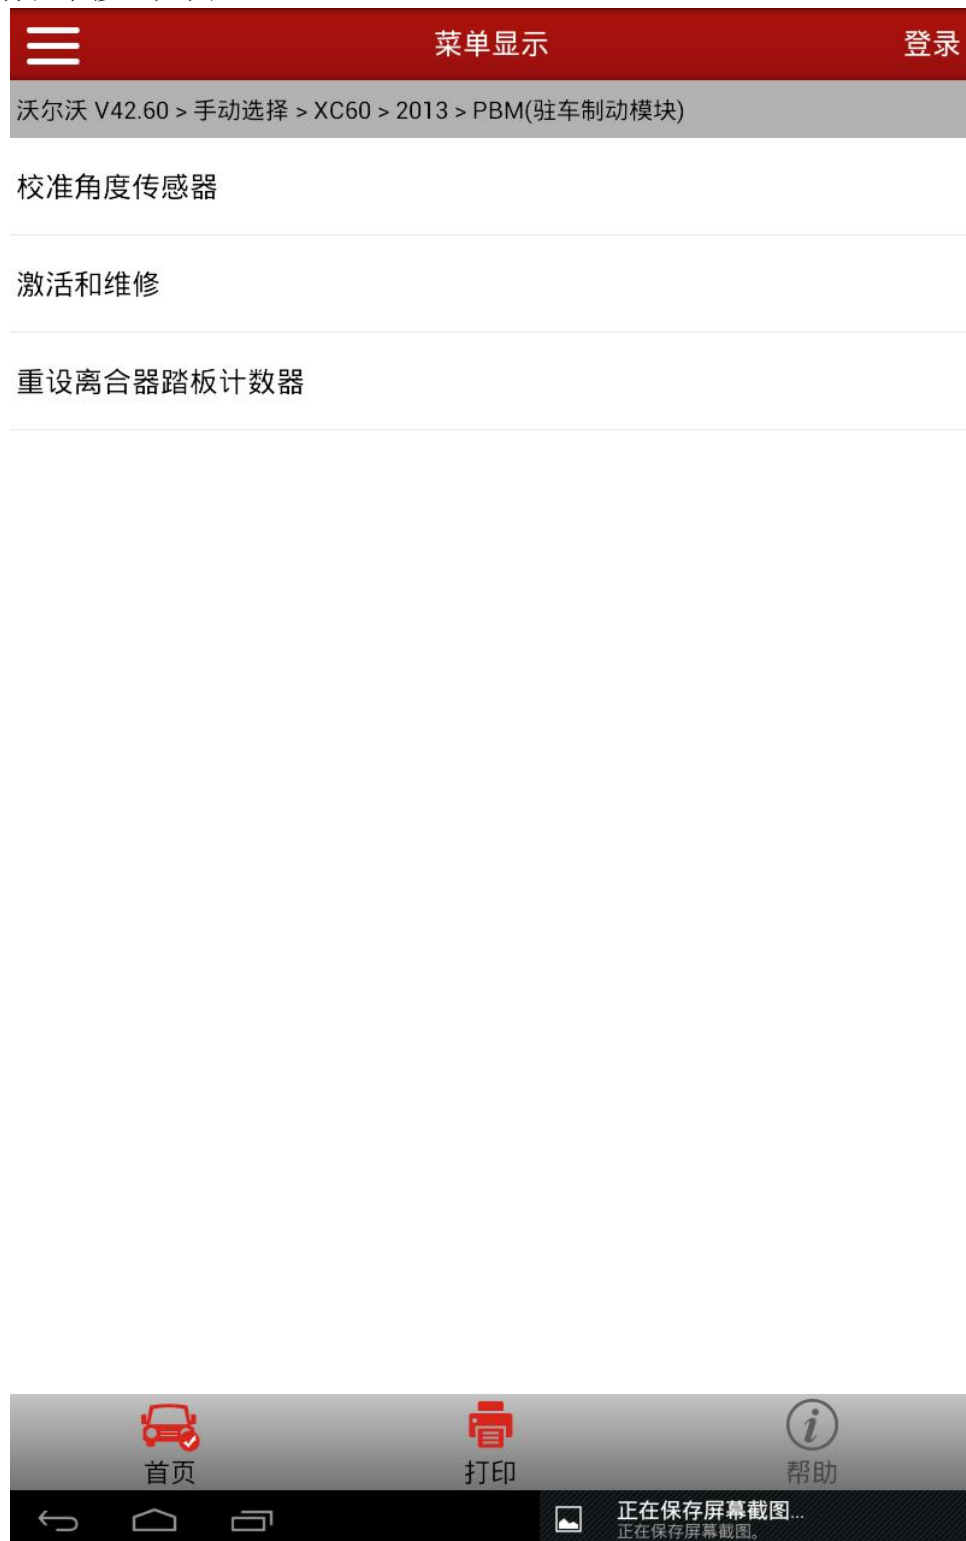 菜单显示
登录
沃尔沃 V42.60 > 手动选择 > XC60 > 2013 > PBM(驻车制动模块)
校准角度传感器
激活和维修
重设离合器踏板计数器
首页
打印
帮助
正在保存屏幕截图...
正在保存屏幕截图。